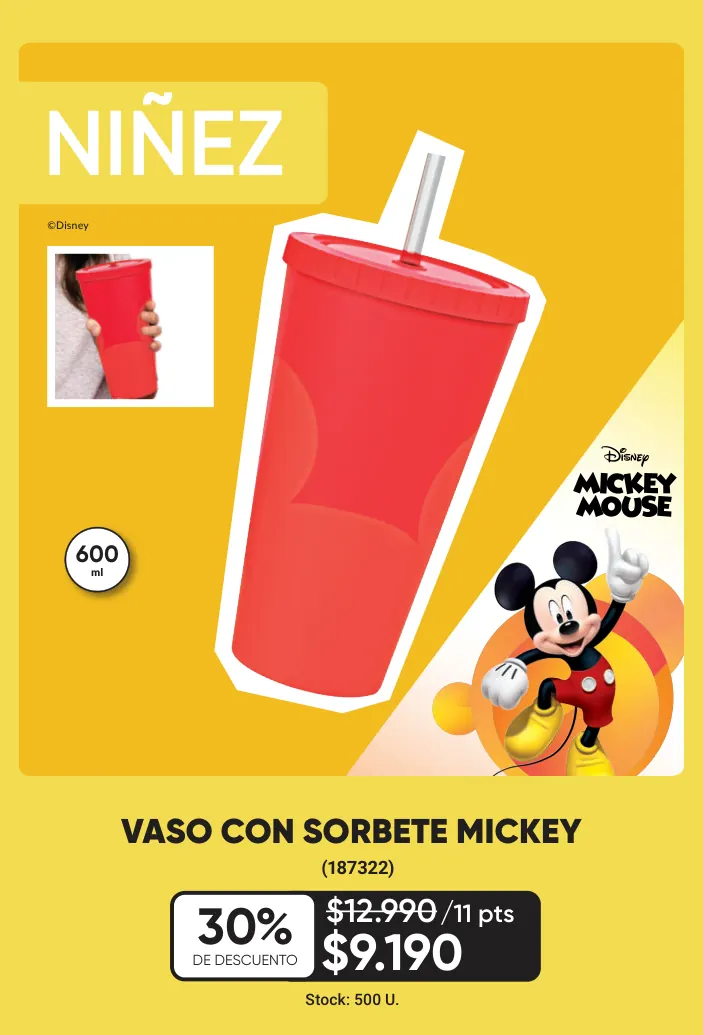 NIÑEZ
©Disney
600
ml
Disney
MICKEY
MOUSE
VASO CON SORBETE MICKEY
(187322)
30%
DE DESCUENTO
$12.990/11 pts
$9.190
Stock: 500 U.